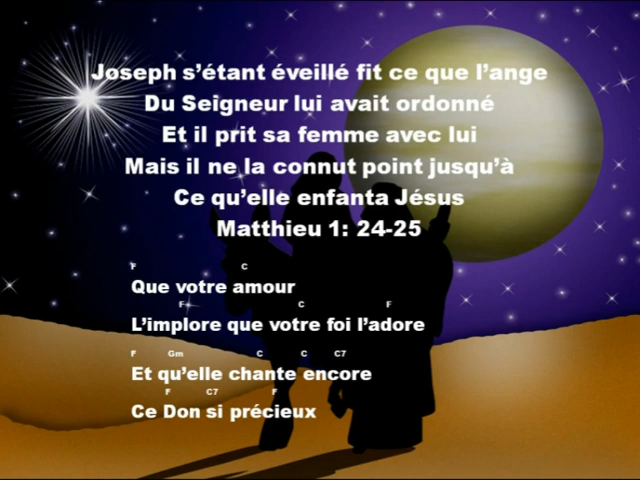 Joseph s’étant éveillé fit ce que l’ange
Du Seigneur lui avait ordonné
Et il prit sa femme avec lui
Mais il ne la connut point jusqu’à
Ce qu’elle enfanta Jésus
Matthieu 1: 24-25
F C
Que votre amour
F C F
L’implore que votre foi l’adore
F Gm C C C7
Et qu’elle chante encore
F C7 F
Ce Don si précieux